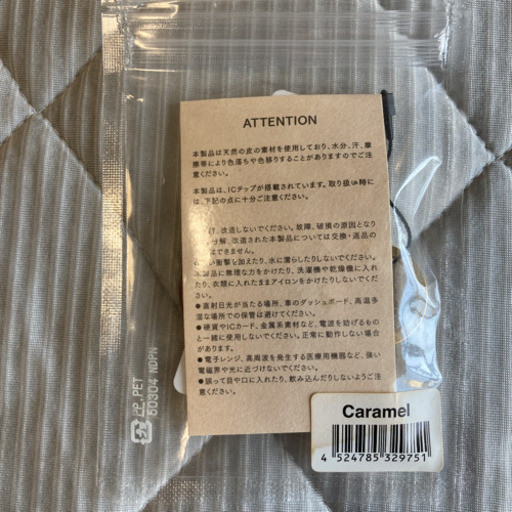 ATTENTION
本製品は天然の皮の素材を使用しており、水分、汗、摩
擦等により色落ちや色移りすることがありますのでご注
意ください。
本製品は、ICチップが搭載されています。取り扱い時に
は、下記の点に十分ご注意ください。
改造しないでください。故障、破損の原因となり
分解、改造された本製品については交換・返品の
はできません。
い衝撃を加えたり、水に濡らしたりしないでください。
本製品に無理な力をかけたり、洗濯機や乾燥機に入れ
たり、衣類に入れたままアイロンをかけたりしないでく
ださい。
●直射日光が当たる場所、車のダッシュボード、高温多
湿な場所での保管は避けてください。
●硬貨やICカード、金属系素材など、電波を妨げるもの
と一緒に使用しないでください。正常に動作しない場合
があります。
●電子レンジ、高周波を発生する医療用機器など、強い
電磁界や光に近づけないでください。
●誤って目や口に入れたり、飲み込んだりしないようご
注意ください。
PP, PET
60304 NDPN
プラ
Caramel
4 524785 329751